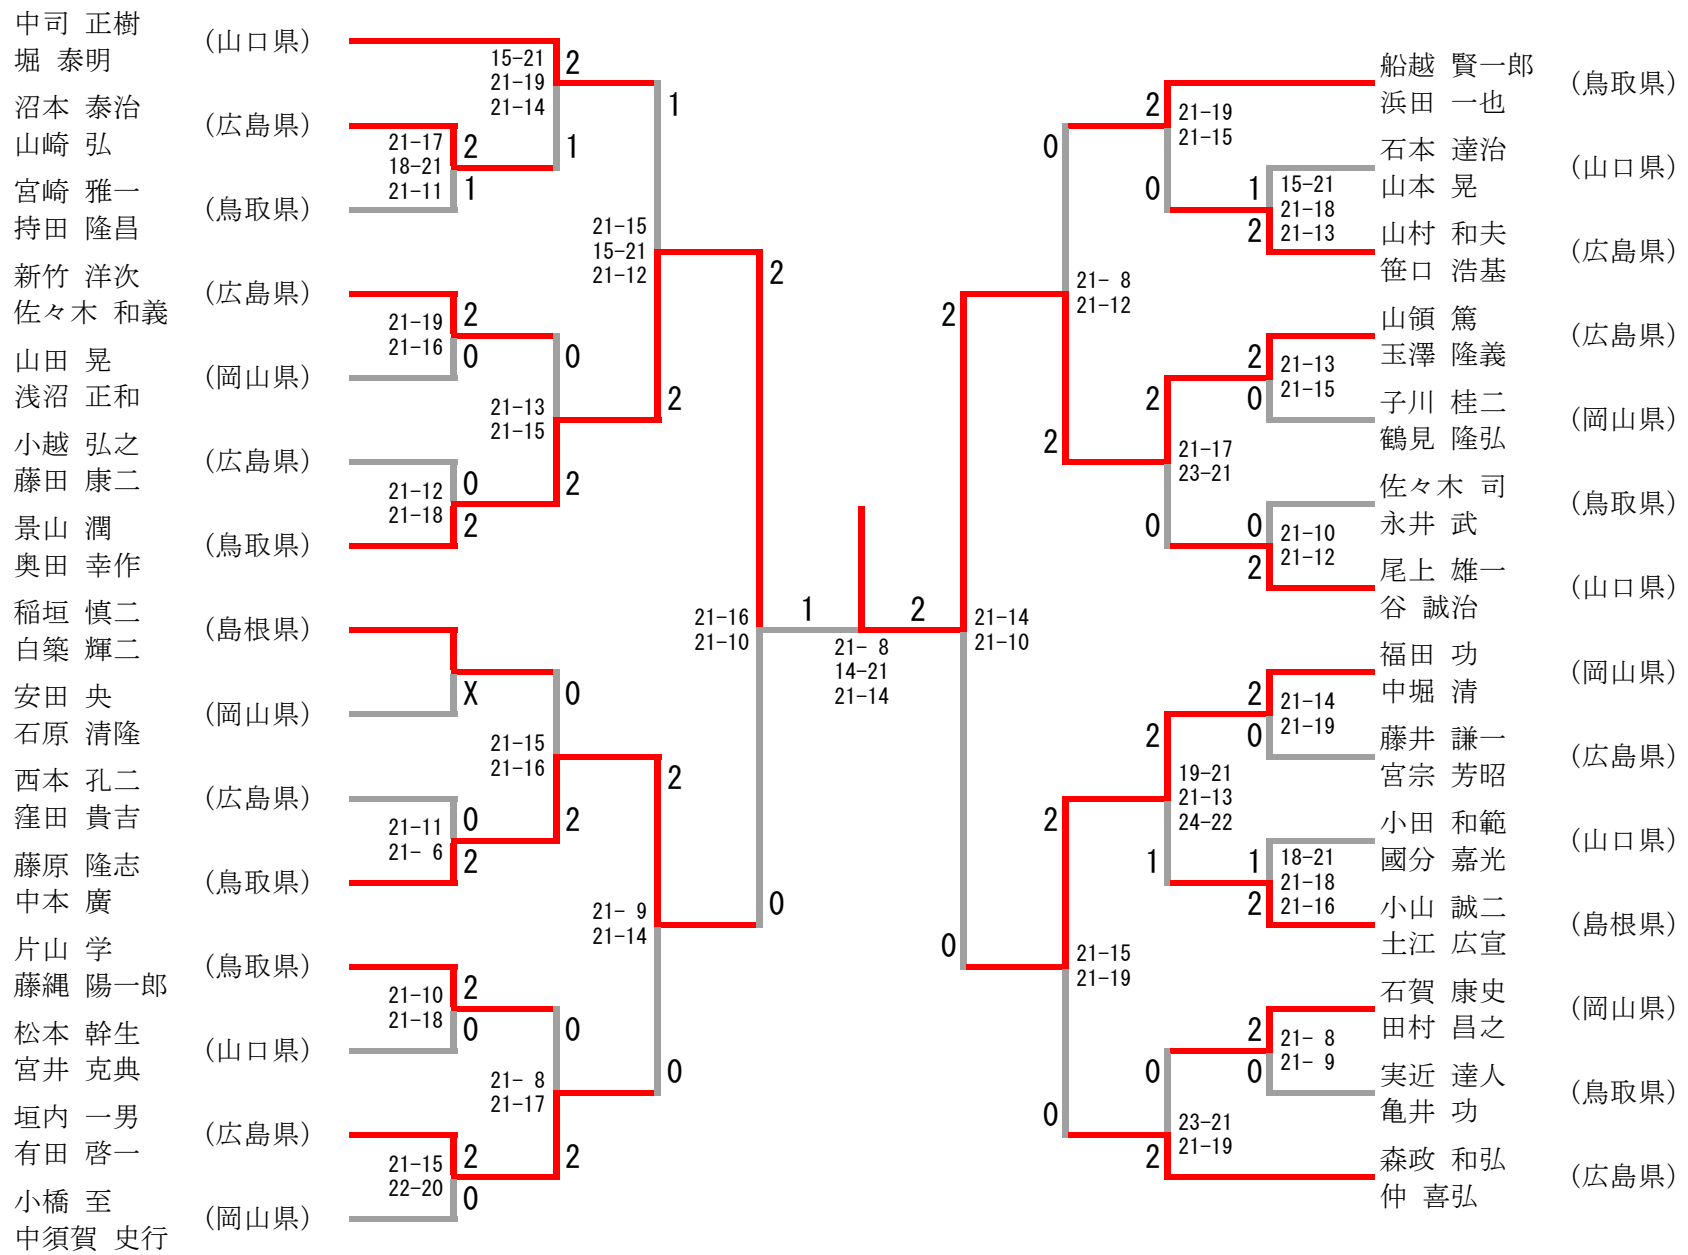 中司 正樹
堀 泰明
(山口県)
沼本 泰治
山崎 弘
(広島県)
宮崎 雅一
持田 隆昌
(鳥取県)
新竹 洋次
佐々木 和義
(広島県)
山田 晃
浅沼 正和
(岡山県)
小越 弘之
藤田 康二
(広島県)
景山 潤
奥田 幸作
(鳥取県)
稲垣 慎二
白築 輝二
(島根県)
安田 央
石原 清隆
(岡山県)
西本 孔二
窪田 貴吉
(広島県)
藤原 隆志
中本 廣
(鳥取県)
片山 学
藤縄 陽一郎
(鳥取県)
松本 幹生
宮井 克典
(山口県)
垣内 一男
有田 啓一
(広島県)
小橋 至
中須賀 史行
(岡山県)
21-17
18-21
21-11
2
1
21-19
21-16
2
0
21-12
21-18
0
2
X
21-11
21- 6
0
2
21-10
21-18
2
0
21-15
22-20
2
0
15-21
21-19
21-14
2
1
21-13
21-15
0
2
21-15
21-16
0
2
21- 8
21-17
0
2
21-15
15-21
21-12
1
2
21- 9
21-14
2
0
21-16
21-10
2
0
1
2
21- 8
14-21
21-14
21-14
21-10
2
0
21- 8
21-12
0
2
21-15
21-19
2
0
21-19
21-15
2
0
21-17
23-21
2
0
19-21
21-13
24-22
2
1
23-21
21-19
0
2
15-21
21-18
21-13
1
2
21-13
21-15
2
0
21-10
21-12
0
2
21-14
21-19
2
0
18-21
21-18
21-16
1
2
21- 8
21- 9
2
0
船越 賢一郎
浜田 一也
(鳥取県)
石本 達治
山本 晃
(山口県)
山村 和夫
笹口 浩基
(広島県)
山領 篤
玉澤 隆義
(広島県)
子川 桂二
鶴見 隆弘
(岡山県)
佐々木 司
永井 武
(鳥取県)
尾上 雄一
谷 誠治
(山口県)
福田 功
中堀 清
(岡山県)
藤井 謙一
宮宗 芳昭
(広島県)
小田 和範
國分 嘉光
(山口県)
小山 誠二
土江 広宣
(島根県)
石賀 康史
田村 昌之
(岡山県)
実近 達人
亀井 功
(鳥取県)
森政 和弘
仲 喜弘
(広島県)